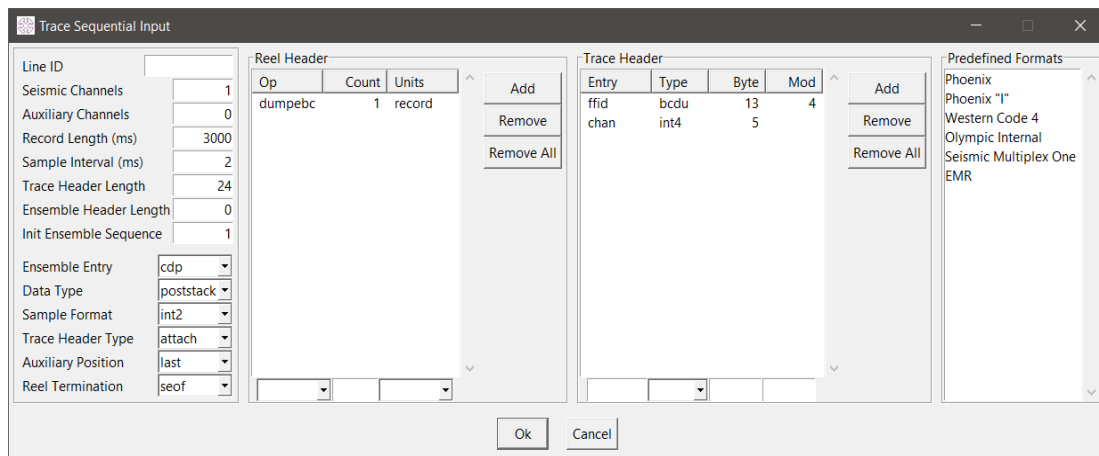 Trace Sequential Input
Line ID
Seismic Channels 1
Auxiliary Channels 0
Record Length (ms) 3000
Sample Interval (ms) 2
Trace Header Length 24
Ensemble Header Length 0
Init Ensemble Sequence 1
Ensemble Entry cdp
Data Type poststack
Sample Format int2
Trace Header Type attach
Auxiliary Position last
Reel Termination seof
Reel Header
Op Count Units
dumpebc 1 record
Add
Remove
Remove All
Trace Header
Entry Type Byte Mod
ffid bcdu 13 4
chan int4 5
Add
Remove
Remove All
Predefined Formats
Phoenix
Phoenix "I"
Western Code 4
Olympic Internal
Seismic Multiplex One
EMR
Ok Cancel